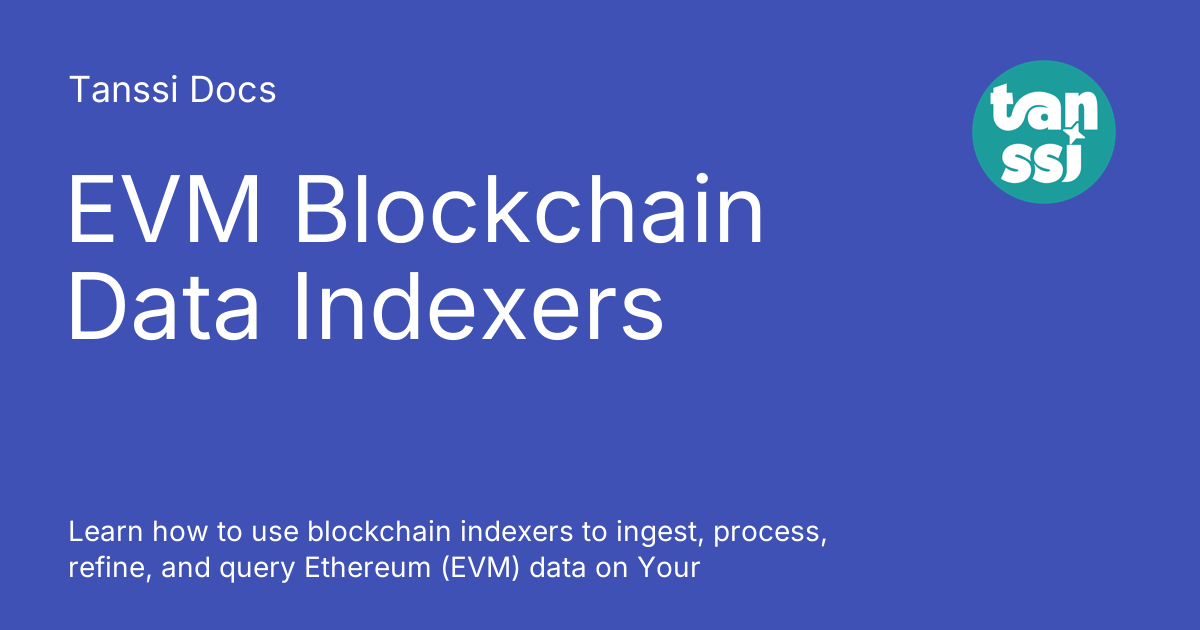 Tanssi Docs
tan
ssi
EVM Blockchain
Data Indexers
Learn how to use blockchain indexers to ingest, process,
refine, and query Ethereum (EVM) data on Your